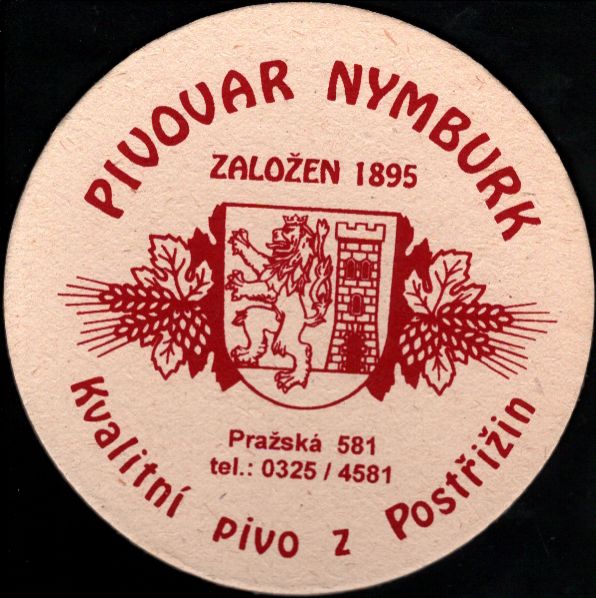 PIVOVAR NYMBURK
ZALOŽEN 1895
Pražská 581
tel.: 0325 / 4581
Kvalitní pivo z Postřižin